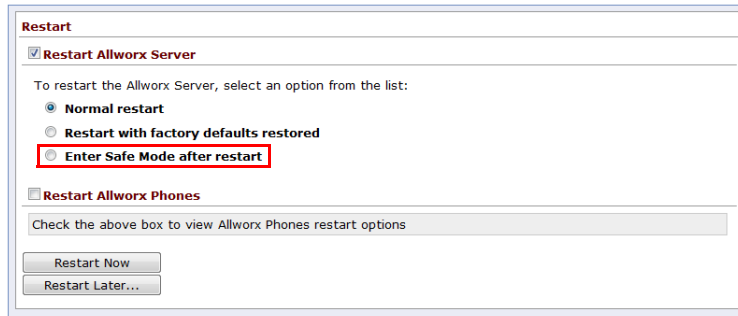 Restart
Restart Allworx Server
To restart the Allworx Server, select an option from the list:
Normal restart
Restart with factory defaults restored
Enter Safe Mode after restart
Restart Allworx Phones
Check the above box to view Allworx Phones restart options
Restart Now
Restart Later...